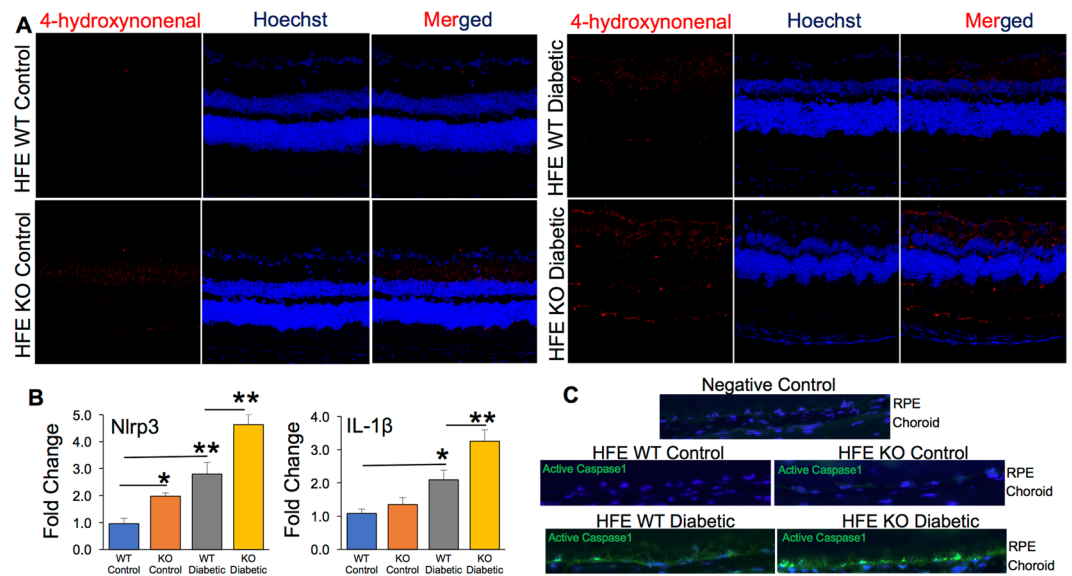 A
4-hydroxynonenal Hoechst Merged
4-hydroxynonenal Hoechst Merged
HFE WT Control
HFE WT Diabetic
HFE KO Control
HFE KO Diabetic
B
Fold Change
5.0
4.0
3.0
2.0
1.0
0.0
Nlrp3
*
**
**
WT Control
KO Control
WT Diabetic
KO Diabetic
Fold Change
4.0
3.0
2.0
1.0
0.0
IL-1β
*
**
WT Control
KO Control
WT Diabetic
KO Diabetic
C
Negative Control
RPE
Choroid
HFE WT Control HFE KO Control
Active Caspase1 Active Caspase1
RPE
Choroid
HFE WT Diabetic HFE KO Diabetic
Active Caspase1 Active Caspase1
RPE
Choroid